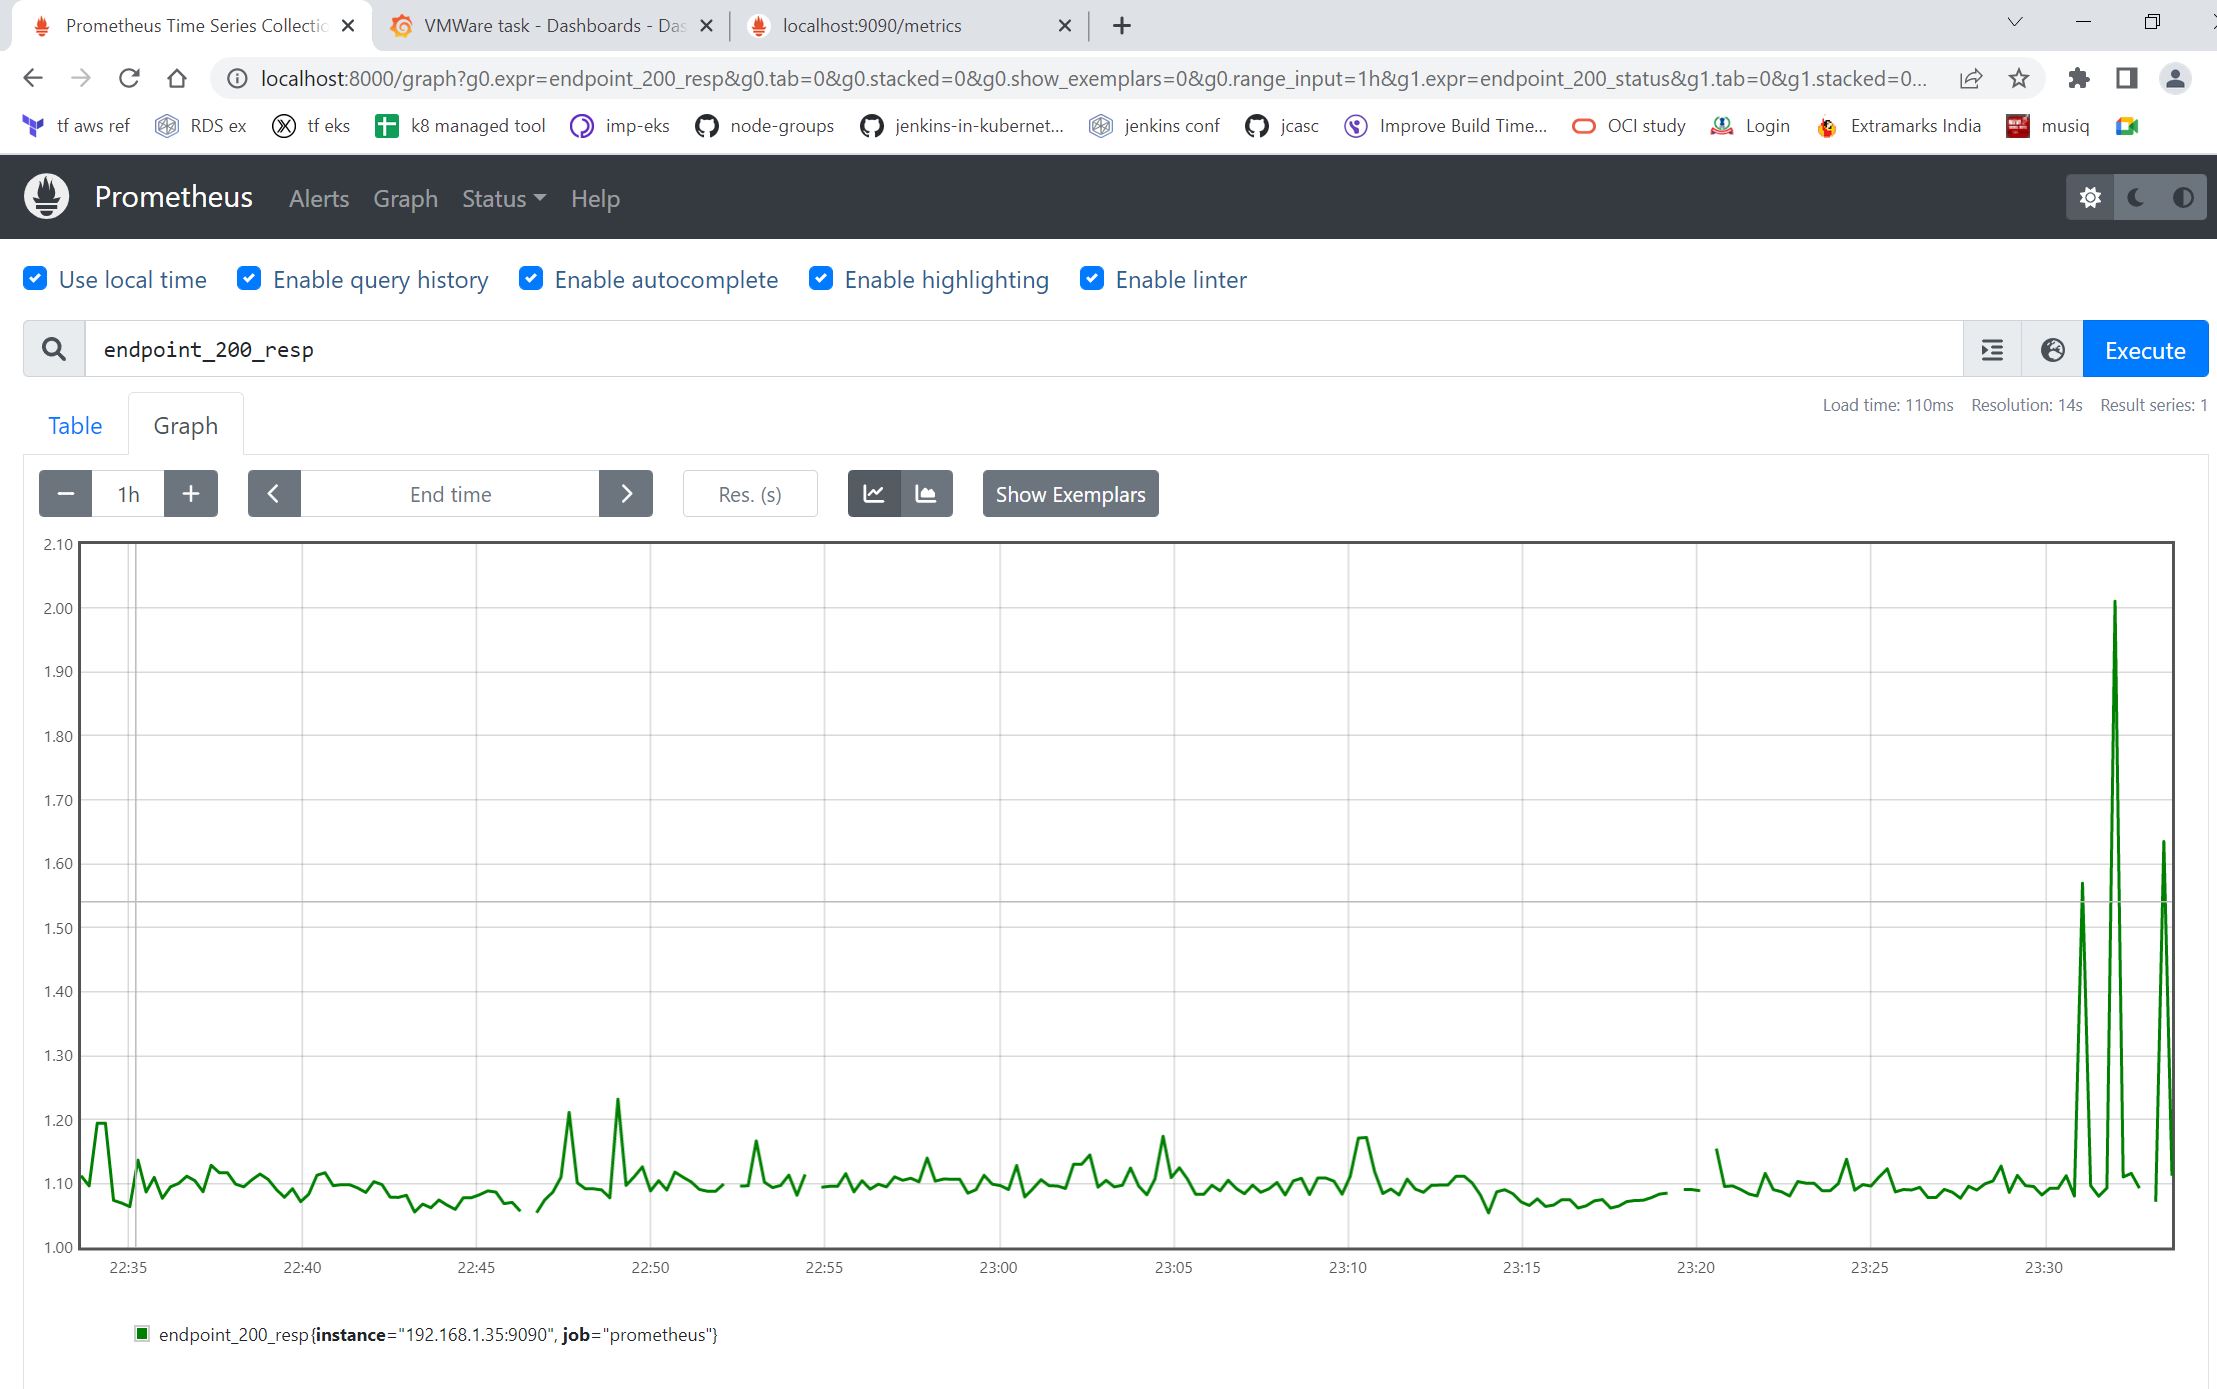 Prometheus Time Series Collectio
VMWare task - Dashboards - Das
localhost:9090/metrics
localhost:8000/graph?g0.expr=endpoint_200_resp&g0.tab=0&g0.stacked=0&g0.show_exemplars=0&g0.range_input=1h&g1.expr=endpoint_200_status&g1.tab=0&g1.stacked=0...
tf aws ref RDS ex tf eks k8 managed tool imp-eks node-groups jenkins-in-kubernet... jenkins conf jcasc Improve Build Time... OCI study Login Extramarks India musiq
Prometheus Alerts Graph Status Help
Use local time Enable query history Enable autocomplete Enable highlighting Enable linter
endpoint_200_resp
Execute
Load time: 110ms Resolution: 14s Result series: 1
Table Graph
1h End time Res. (s) Show Exemplars
2.10
2.00
1.90
1.80
1.70
1.60
1.50
1.40
1.30
1.20
1.10
1.00
22:35 22:40 22:45 22:50 22:55 23:00 23:05 23:10 23:15 23:20 23:25 23:30
endpoint_200_resp{instance="192.168.1.35:9090", job="prometheus"}